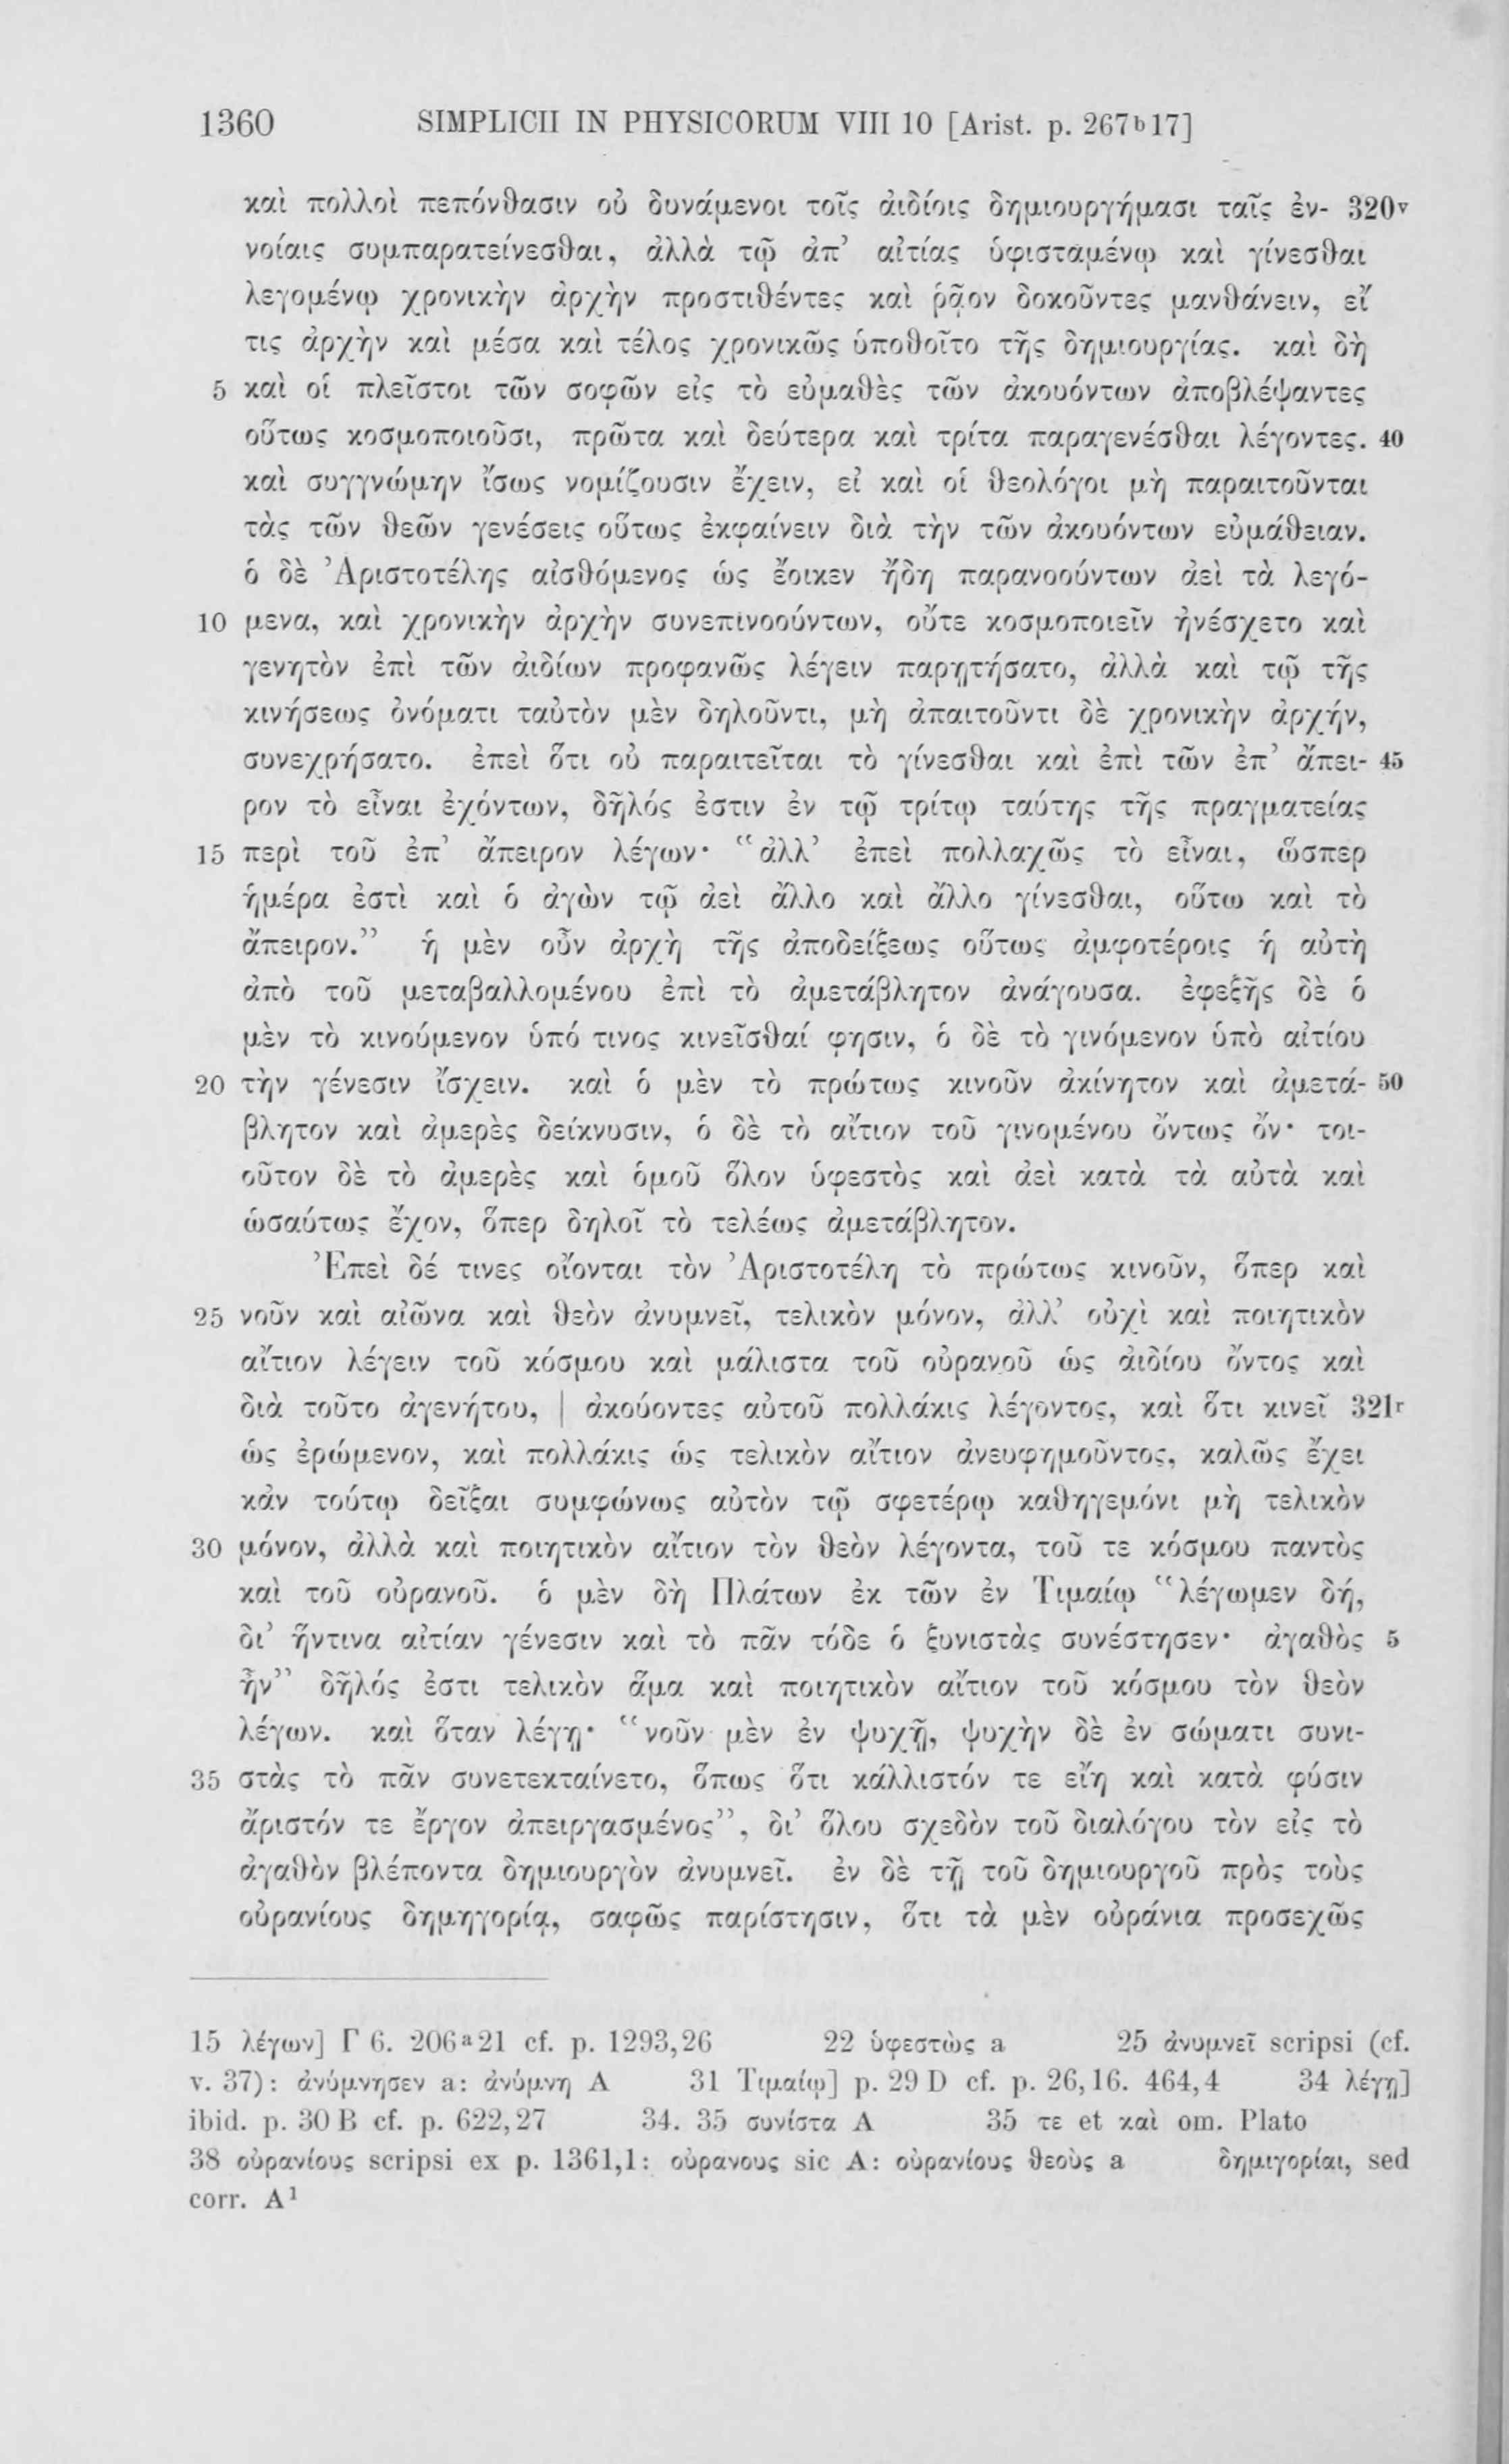 1360 SIMPLICII IN PHYSICORUM VIII 10 [Arist. p. 267ᵇ17]
καὶ πολλοὶ πεπόνθασιν οὐ δυνάμενοι τοῖς ἀιδίοις δημιουργήμασι ταῖς ἐν- 320ᵛ
νοίαις συμπαρατείνεσθαι, ἀλλὰ τῷ ἀπ’ αἰτίας ὑφισταμένῳ καὶ γίνεσθαι
λεγομένῳ χρονικὴν ἀρχὴν προστιθέντες καὶ ῥᾷον δοκοῦντες μανθάνειν, εἴ
τις ἀρχὴν καὶ μέσα καὶ τέλος χρονικῶς ὑποθοῖτο τῆς δημιουργίας. καὶ δὴ
5 καὶ οἱ πλεῖστοι τῶν σοφῶν εἰς τὸ εὐμαθὲς τῶν ἀκουόντων ἀποβλέψαντες
οὕτως κοσμοποιοῦσι, πρῶτα καὶ δεύτερα καὶ τρίτα παραγενέσθαι λέγοντες. 40
καὶ συγγνώμην ἴσως νομίζουσιν ἔχειν, εἰ καὶ οἱ θεολόγοι μὴ παραιτοῦνται
τὰς τῶν θεῶν γενέσεις οὕτως ἐκφαίνειν διὰ τὴν τῶν ἀκουόντων εὐμάθειαν.
ὁ δὲ Ἀριστοτέλης αἰσθόμενος ὡς ἔοικεν ἤδη παρανοούντων ἀεὶ τὰ λεγό-
10 μενα, καὶ χρονικὴν ἀρχὴν συνεπινοούντων, οὔτε κοσμοποιεῖν ἠνέσχετο καὶ
γενητὸν ἐπὶ τῶν ἀιδίων προφανῶς λέγειν παρῃτήσατο, ἀλλὰ καὶ τῷ τῆς
κινήσεως ὀνόματι ταὐτὸν μὲν δηλοῦντι, μὴ ἀπαιτοῦντι δὲ χρονικὴν ἀρχήν,
συνεχρήσατο. ἐπεὶ ὅτι οὐ παραιτεῖται τὸ γίνεσθαι καὶ ἐπὶ τῶν ἐπ’ ἄπει- 45
ρον τὸ εἶναι ἐχόντων, δῆλός ἐστιν ἐν τῷ τρίτῳ ταύτης τῆς πραγματείας
15 περὶ τοῦ ἐπ’ ἄπειρον λέγων· “ἀλλ’ ἐπεὶ πολλαχῶς τὸ εἶναι, ὥσπερ
ἡμέρα ἐστὶ καὶ ὁ ἀγὼν τῷ ἀεὶ ἄλλο καὶ ἄλλο γίνεσθαι, οὕτω καὶ τὸ
ἄπειρον.” ἡ μὲν οὖν ἀρχὴ τῆς ἀποδείξεως οὕτως ἀμφοτέροις ἡ αὐτὴ
ἀπὸ τοῦ μεταβαλλομένου ἐπὶ τὸ ἀμετάβλητον ἀνάγουσα. ἐφεξῆς δὲ ὁ
μὲν τὸ κινούμενον ὑπό τινος κινεῖσθαί φησιν, ὁ δὲ τὸ γινόμενον ὑπὸ αἰτίου
20 τὴν γένεσιν ἴσχειν. καὶ ὁ μὲν τὸ πρώτως κινοῦν ἀκίνητον καὶ ἀμετά- 50
βλητον καὶ ἀμερὲς δείκνυσιν, ὁ δὲ τὸ αἴτιον τοῦ γινομένου ὄντως ὄν· τοι-
οῦτον δὲ τὸ ἀμερὲς καὶ ὁμοῦ ὅλον ὑφεστὸς καὶ ἀεὶ κατὰ τὰ αὐτὰ καὶ
ὡσαύτως ἔχον, ὅπερ δηλοῖ τὸ τελέως ἀμετάβλητον.
Ἐπεὶ δέ τινες οἴονται τὸν Ἀριστοτέλη τὸ πρώτως κινοῦν, ὅπερ καὶ
25 νοῦν καὶ αἰῶνα καὶ θεὸν ἀνυμνεῖ, τελικὸν μόνον, ἀλλ’ οὐχὶ καὶ ποιητικὸν
αἴτιον λέγειν τοῦ κόσμου καὶ μάλιστα τοῦ οὐρανοῦ ὡς ἀιδίου ὄντος καὶ
διὰ τοῦτο ἀγενήτου, | ἀκούοντες αὐτοῦ πολλάκις λέγοντος, καὶ ὅτι κινεῖ 321ʳ
ὡς ἐρώμενον, καὶ πολλάκις ὡς τελικὸν αἴτιον ἀνευφημοῦντος, καλῶς ἔχει
κἀν τούτῳ δεῖξαι συμφώνως αὐτὸν τῷ σφετέρῳ καθηγεμόνι μὴ τελικὸν
30 μόνον, ἀλλὰ καὶ ποιητικὸν αἴτιον τὸν θεὸν λέγοντα, τοῦ τε κόσμου παντὸς
καὶ τοῦ οὐρανοῦ. ὁ μὲν δὴ Πλάτων ἐκ τῶν ἐν Τιμαίῳ “λέγωμεν δή,
δι’ ἥντινα αἰτίαν γένεσιν καὶ τὸ πᾶν τόδε ὁ ξυνιστὰς συνέστησεν· ἀγαθὸς 5
ἦν” δῆλός ἐστι τελικὸν ἅμα καὶ ποιητικὸν αἴτιον τοῦ κόσμου τὸν θεὸν
λέγων. καὶ ὅταν λέγῃ· “νοῦν μὲν ἐν ψυχῇ, ψυχὴν δὲ ἐν σώματι συνι-
35 στὰς τὸ πᾶν συνετεκταίνετο, ὅπως ὅτι κάλλιστόν τε εἴη καὶ κατὰ φύσιν
ἄριστόν τε ἔργον ἀπειργασμένος”, δι’ ὅλου σχεδὸν τοῦ διαλόγου τὸν εἰς τὸ
ἀγαθὸν βλέποντα δημιουργὸν ἀνυμνεῖ. ἐν δὲ τῇ τοῦ δημιουργοῦ πρὸς τοὺς
οὐρανίους δημηγορίᾳ, σαφῶς παρίστησιν, ὅτι τὰ μὲν οὐράνια προσεχῶς
15 λέγων] Γ 6. 206ᵃ21 cf. p. 1293,26 22 ὑφεστὼς a 25 ἀνυμνεῖ scripsi (cf.
v. 37): ἀνύμνησεν a: ἀνύμνη A 31 Τιμαίῳ] p. 29 D cf. p. 26,16. 464,4 34 λέγῃ]
ibid. p. 30 B cf. p. 622,27 34. 35 συνίστα A 35 τε et καὶ om. Plato
38 οὐρανίους scripsi ex p. 1361,1: οὐρανους sic A: οὐρανίους θεοὺς a δημιγορίαι, sed
corr. A¹